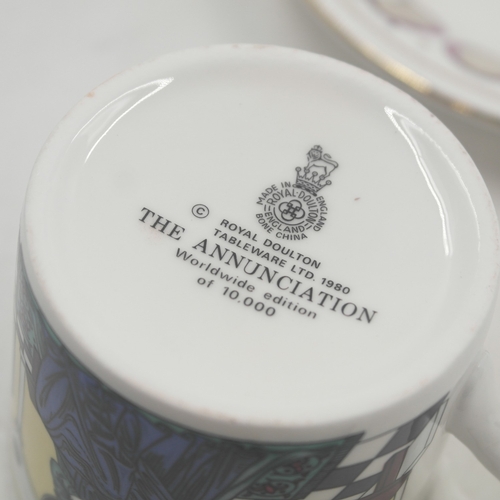 MADE IN ENGLAND
ROYAL·DOULTON
ENGLAND
BONE CHINA
© ROYAL DOULTON
TABLEWARE LTD. 1980
THE ANNUNCIATION
Worldwide edition
of 10.000